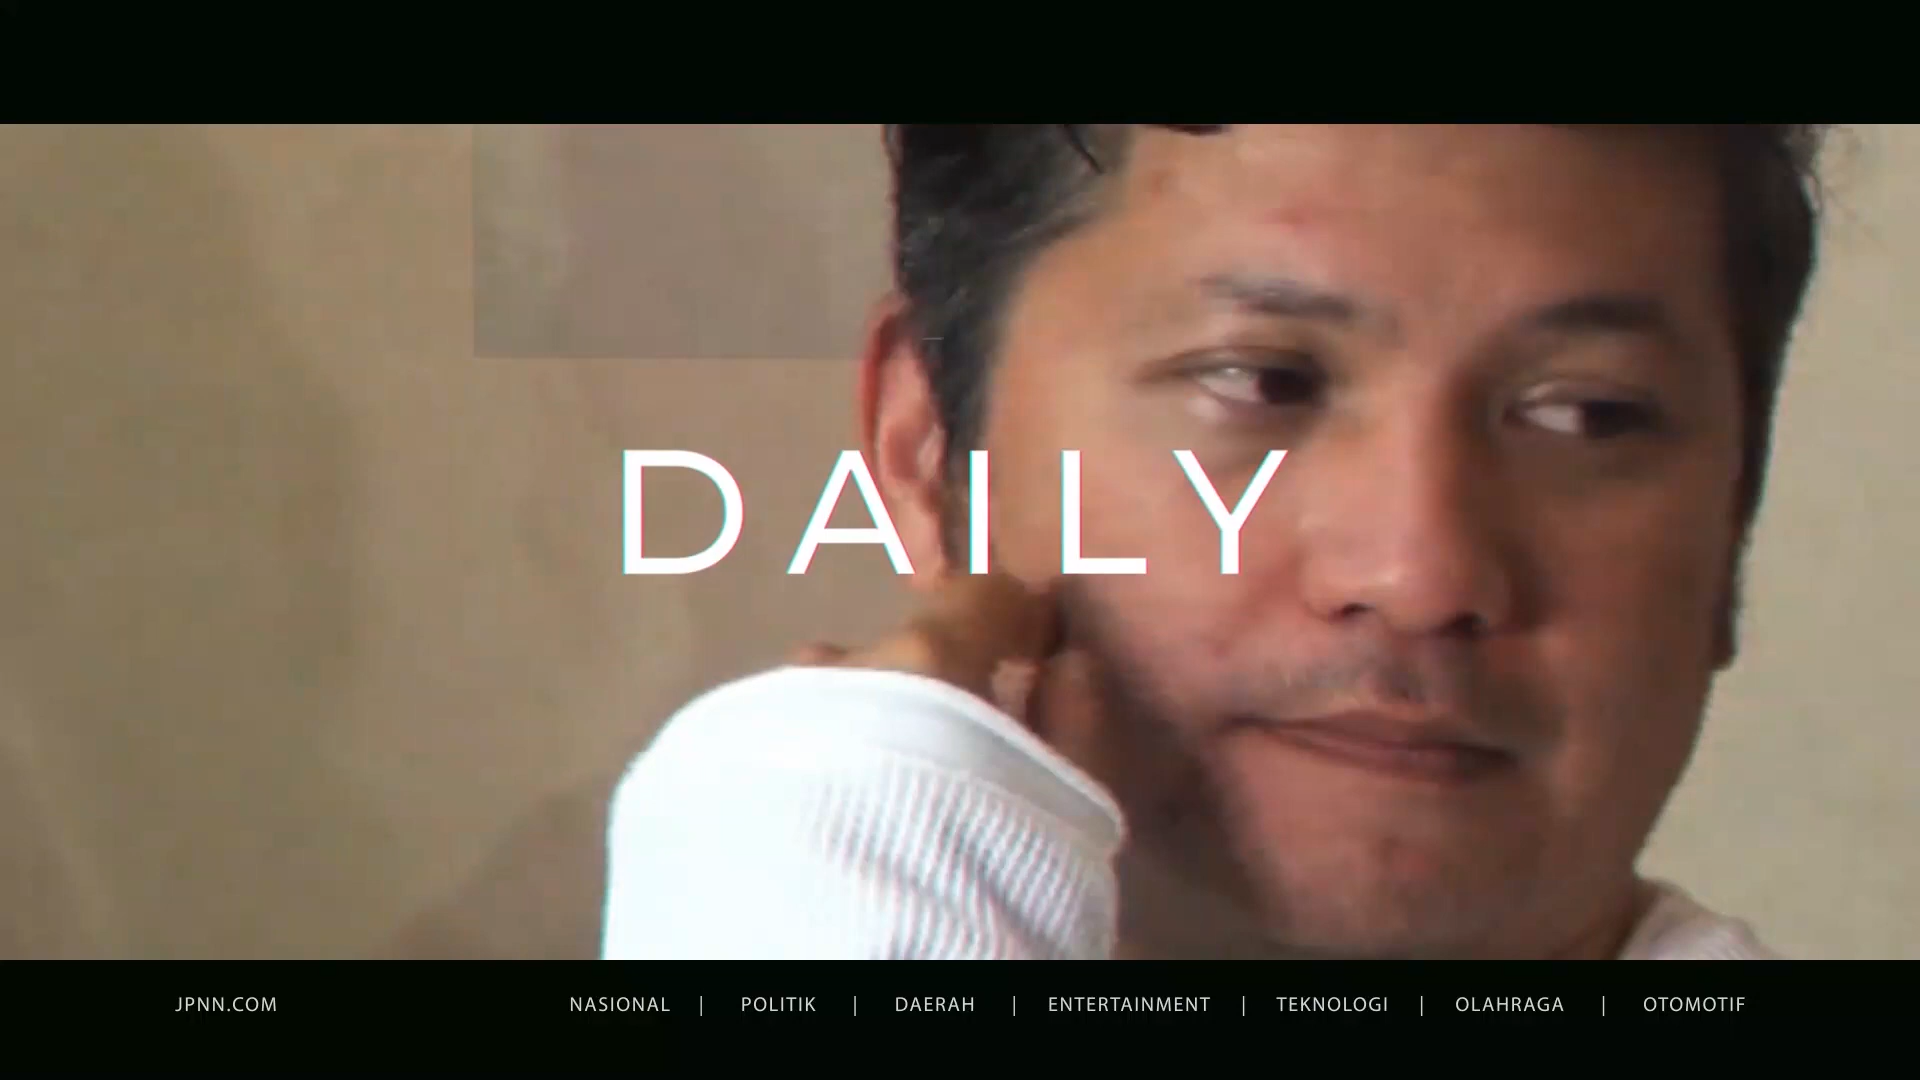 DAILY
JPNN.COM NASIONAL | POLITIK | DAERAH | ENTERTAINMENT | TEKNOLOGI | OLAHRAGA | OTOMOTIF